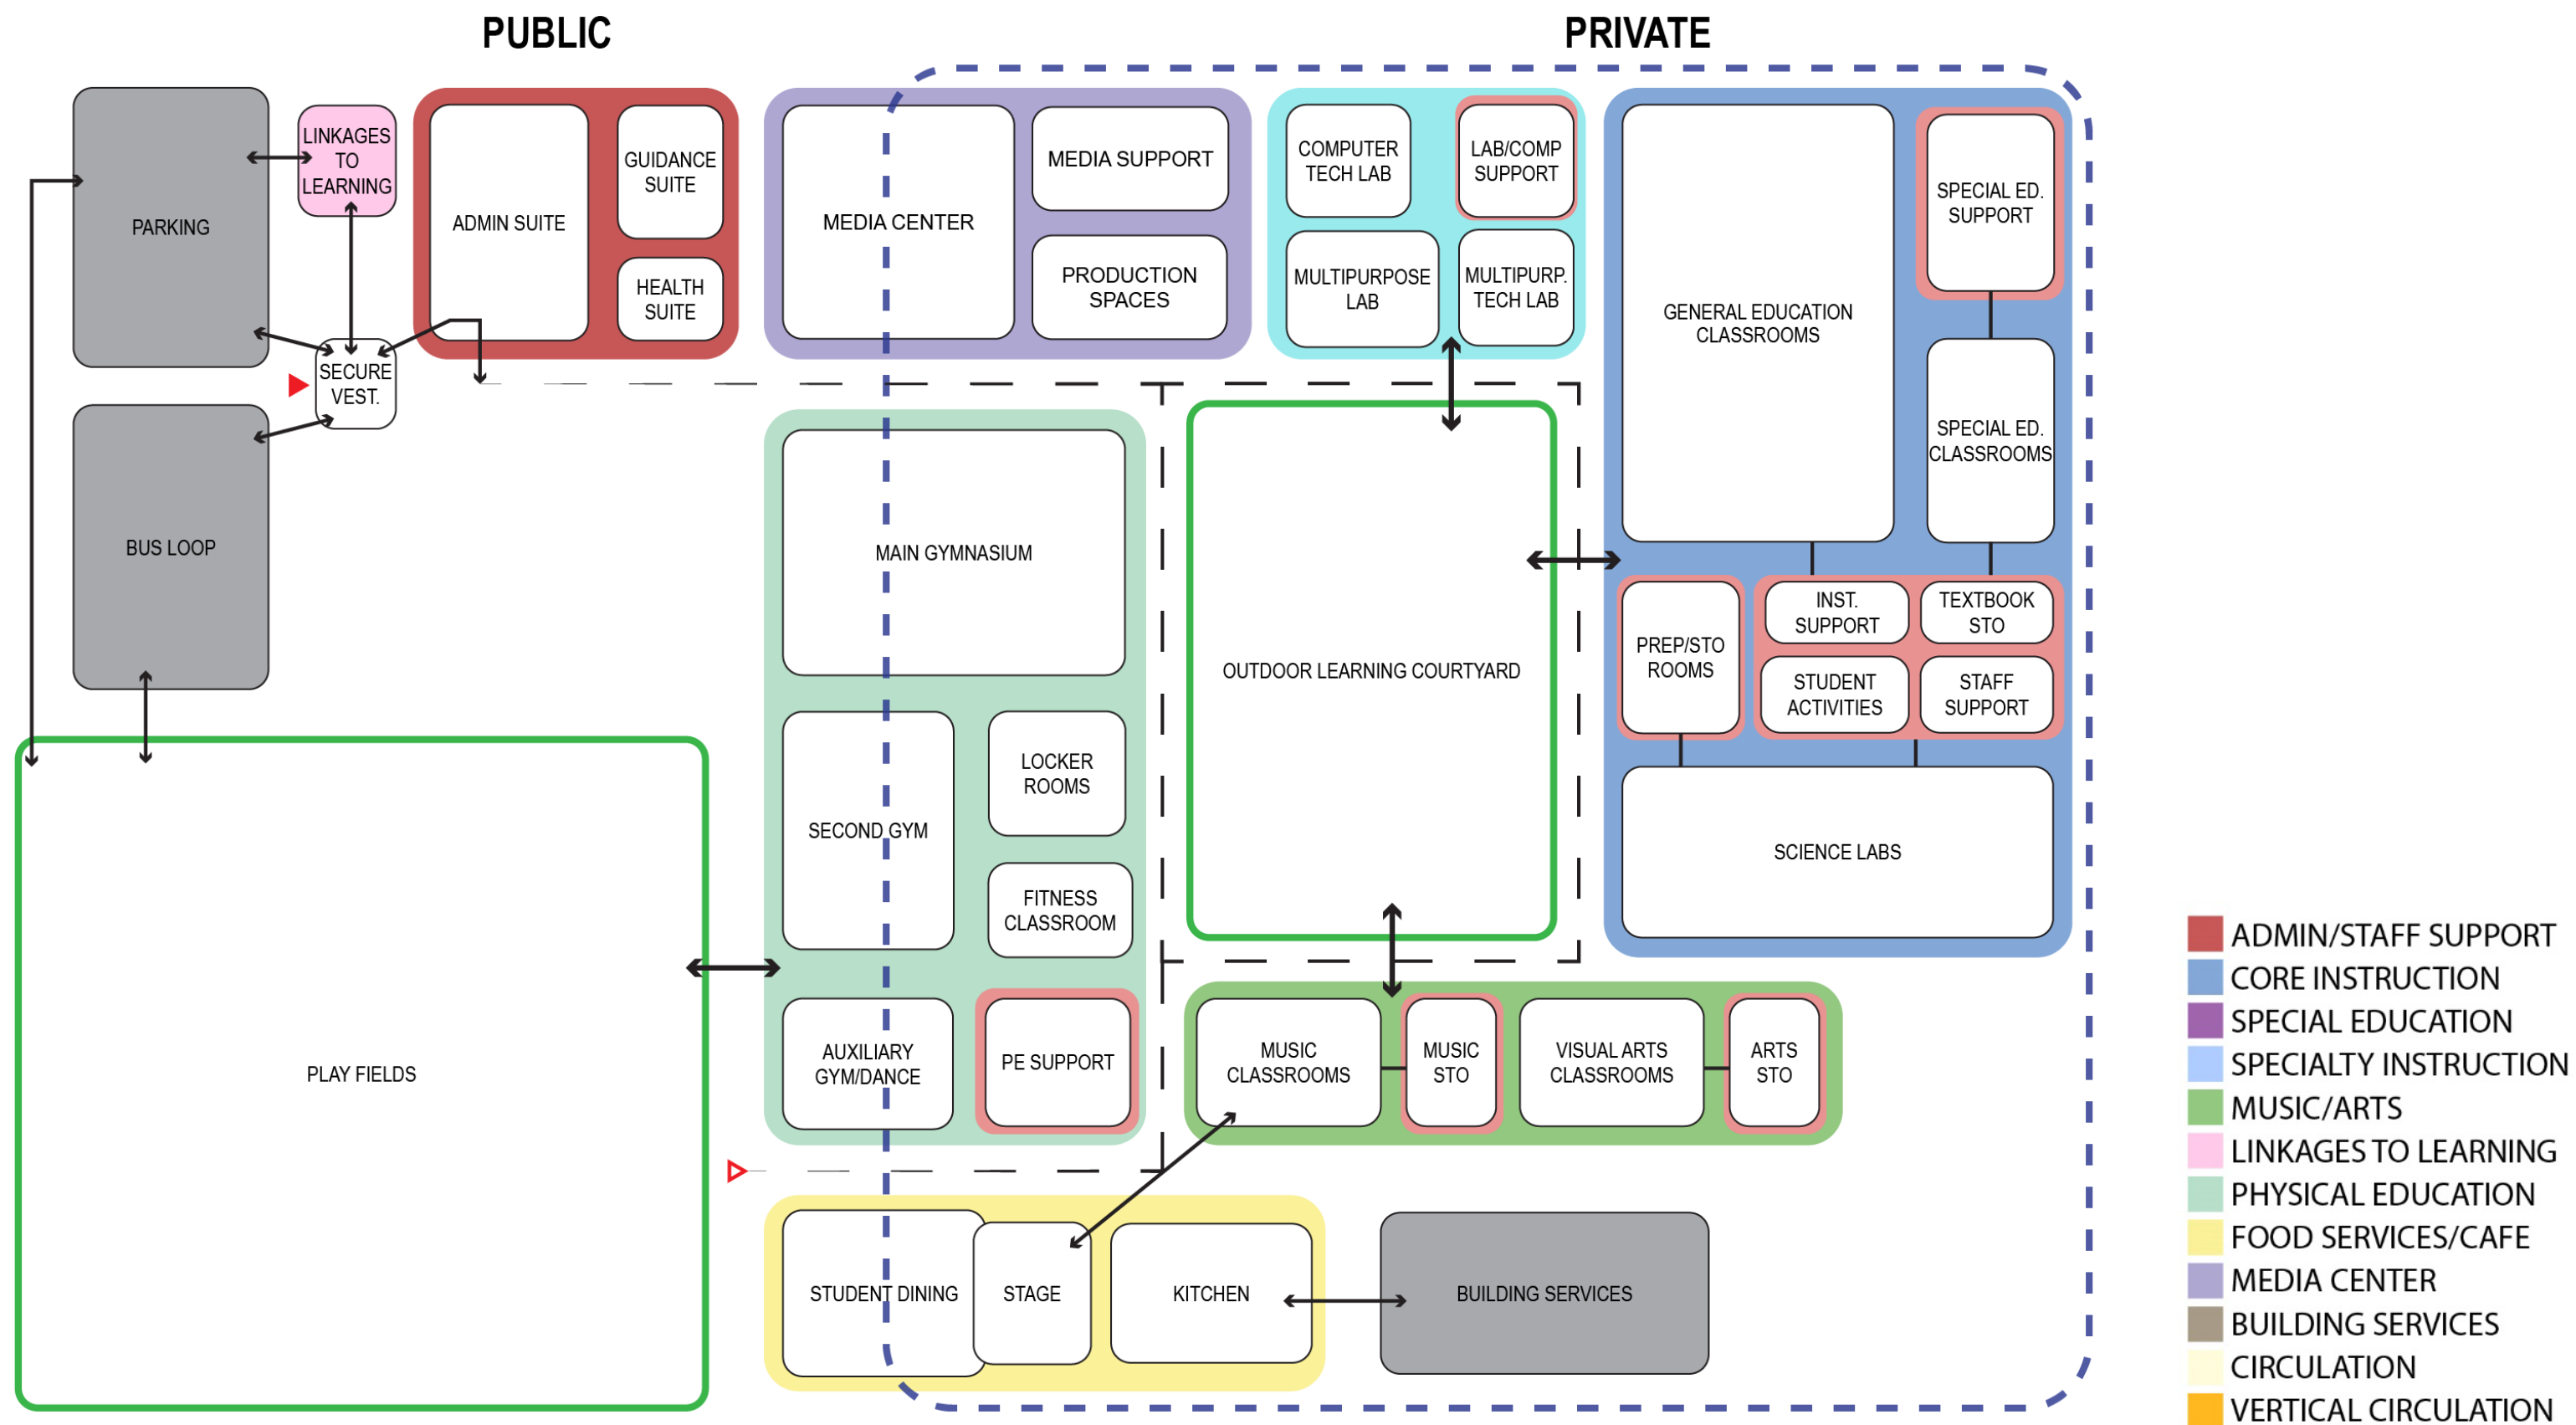 PUBLIC
PRIVATE
PARKING
LINKAGES
TO
LEARNING
SECURE
VEST.
BUS LOOP
PLAY FIELDS
ADMIN SUITE
GUIDANCE
SUITE
HEALTH
SUITE
MEDIA CENTER
MEDIA SUPPORT
PRODUCTION
SPACES
COMPUTER
TECH LAB
LAB/COMP
SUPPORT
MULTIPURPOSE
LAB
MULTIPURP.
TECH LAB
GENERAL EDUCATION
CLASSROOMS
SPECIAL ED.
SUPPORT
SPECIAL ED.
CLASSROOMS
PREP/STO
ROOMS
INST.
SUPPORT
TEXTBOOK
STO
STUDENT
ACTIVITIES
STAFF
SUPPORT
SCIENCE LABS
MAIN GYMNASIUM
SECOND GYM
LOCKER
ROOMS
FITNESS
CLASSROOM
AUXILIARY
GYM/DANCE
PE SUPPORT
OUTDOOR LEARNING COURTYARD
MUSIC
CLASSROOMS
MUSIC
STO
VISUAL ARTS
CLASSROOMS
ARTS
STO
STUDENT DINING
STAGE
KITCHEN
BUILDING SERVICES
ADMIN/STAFF SUPPORT
CORE INSTRUCTION
SPECIAL EDUCATION
SPECIALTY INSTRUCTION
MUSIC/ARTS
LINKAGES TO LEARNING
PHYSICAL EDUCATION
FOOD SERVICES/CAFE
MEDIA CENTER
BUILDING SERVICES
CIRCULATION
VERTICAL CIRCULATION